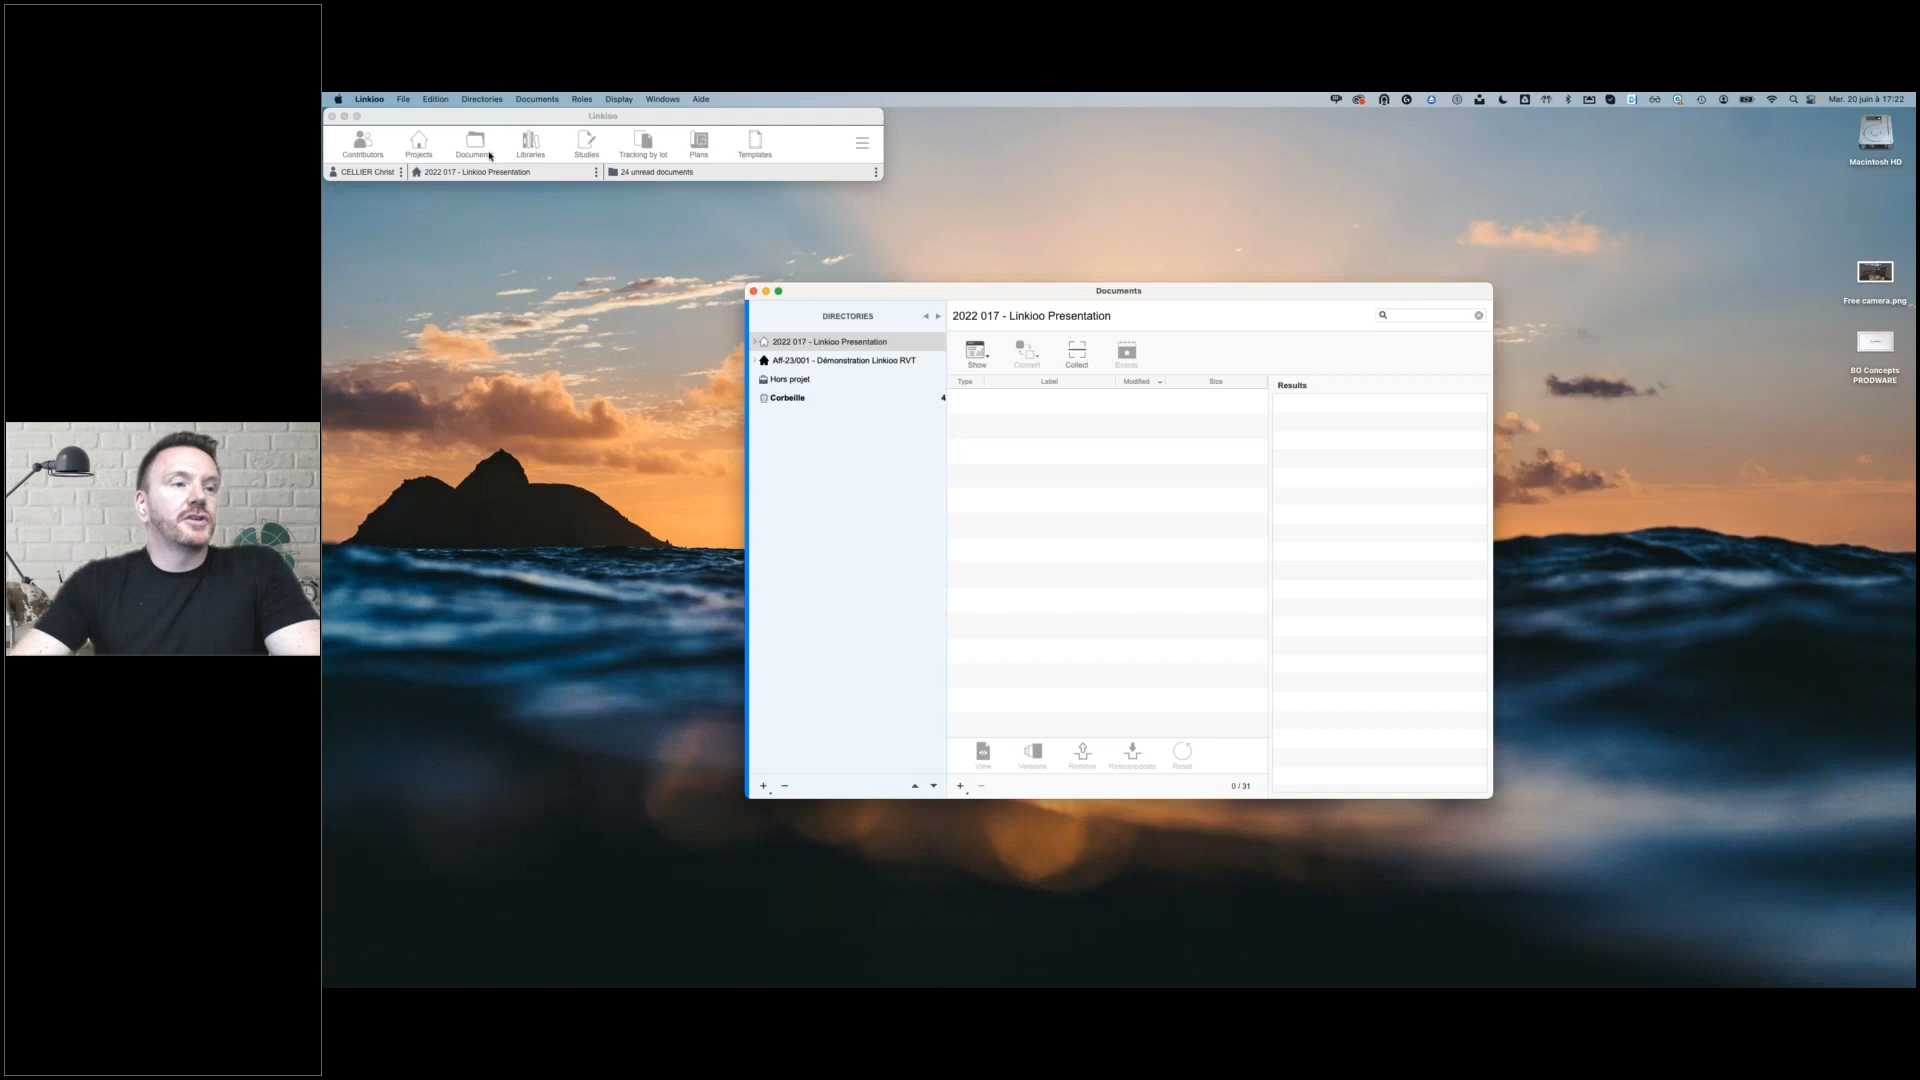 Linkioo File Edition Directories Documents Roles Display Windows Aide Mar. 20 juin à 17:22
Linkioo
Contributors Projects Documents Libraries Studies Tracking by lot Plans Templates
CELLIER Christ 2022 017 - Linkioo Presentation 24 unread documents
Macintosh HD
Free camera.png
BO Concepts
PRODWARE
Documents
DIRECTORIES
2022 017 - Linkioo Presentation
Aff-23/001 - Démonstration Linkioo RVT
Hors projet
Corbeille 4
2022 017 - Linkioo Presentation
Show Convert Collect Events
Type Label Modified Size
Results
View Versions Remove Reincorporate Reset
+ - + - 0 / 31